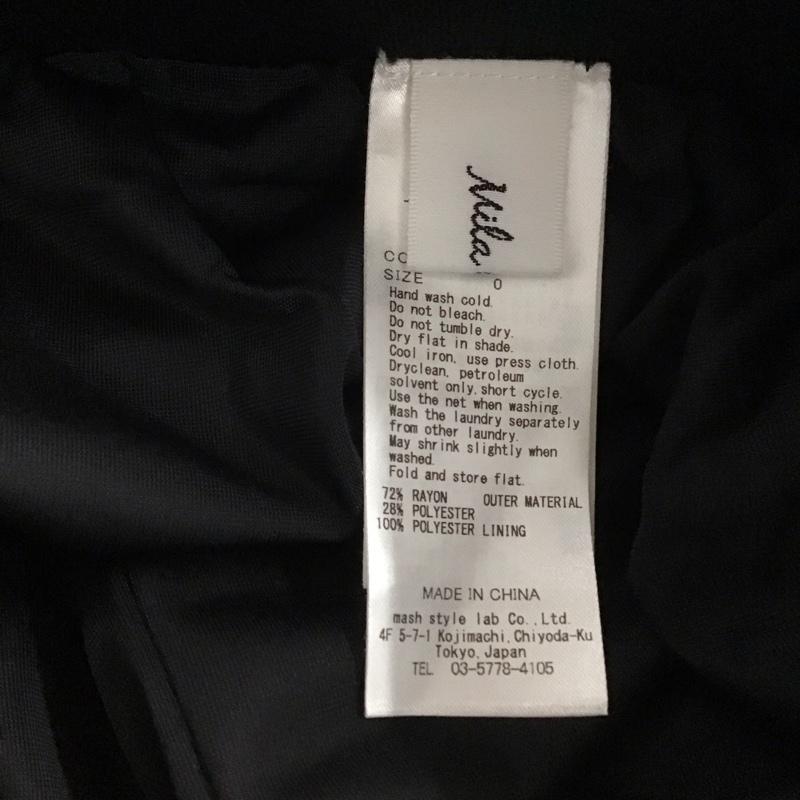 Mila
CO
SIZE 0
Hand wash cold.
Do not bleach.
Do not tumble dry.
Dry flat in shade.
Cool iron, use press cloth.
Dryclean, petroleum
solvent only, short cycle.
Use the net when washing.
Wash the laundry separately
from other laundry.
May shrink slightly when
washed.
Fold and store flat.
72% RAYON OUTER MATERIAL
28% POLYESTER
100% POLYESTER LINING
MADE IN CHINA
mash style lab Co.,Ltd.
4F 5-7-1 Kojimachi, Chiyoda-Ku
Tokyo, Japan
TEL. 03-5778-4105